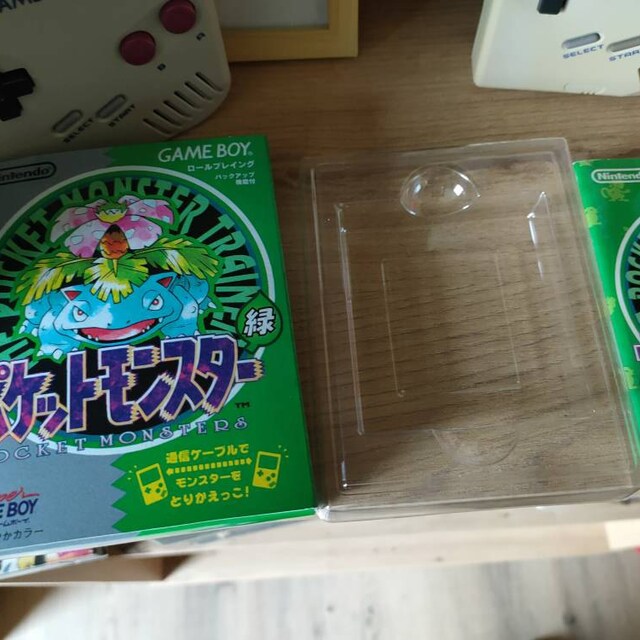 SELECT
START
SELECT
START
Nintendo
GAME BOY
ロールプレイング
バックアップ
機能付
POCKET MONSTER TRAINER
緑
ポケットモンスター
TM
POCKET MONSTERS
通信ケーブルで
モンスターを
とりかえっこ!
Nintendo